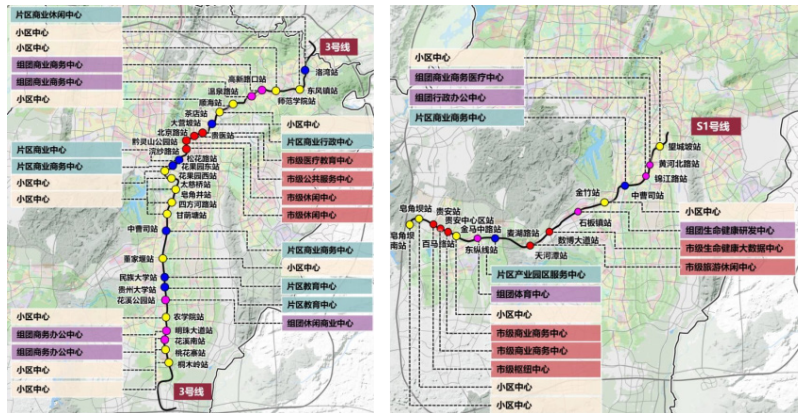 片区商业休闲中心
小区中心
小区中心
组团商业商务中心
组团商业商务中心
小区中心
3号线
洛湾站
高新路口站
温泉路站
东风镇站
师范学院站
顺海站
茶店站
大营坡站
北京路站
贵医站
黔灵山公园站
浣纱路站
松花路站
花果园东站
花果园西站
太慈桥站
皂角井站
四方河路站
甘荫塘站
中曹司站
董家堰站
民族大学站
贵州大学站
花溪公园站
农学院站
明珠大道站
花溪南站
桃花寨站
桐木岭站
3号线
片区商业中心
片区商业商务中心
小区中心
小区中心
小区中心
组团商务办公中心
组团商务办公中心
小区中心
小区中心
小区中心
片区商业行政中心
市级医疗教育中心
市级公共服务中心
市级休闲中心
市级休闲中心
片区商业商务中心
小区中心
片区教育中心
片区教育中心
组团休闲商业中心
小区中心
组团商业商务医疗中心
组团行政办公中心
片区商业商务中心
S1号线
望城坡站
黄河北路站
锦江路站
中曹司站
金竹站
石板镇站
数博大道站
天河潭站
麦湖路站
东纵线站
金马中路站
贵安中心区站
贵安站
百马路站
皂角坝站
皂角坝南站
小区中心
组团生命健康研发中心
市级生命健康大数据中心
市级旅游休闲中心
片区产业园区服务中心
组团体育中心
小区中心
市级商业商务中心
市级商业商务中心
市级枢纽中心
小区中心
小区中心